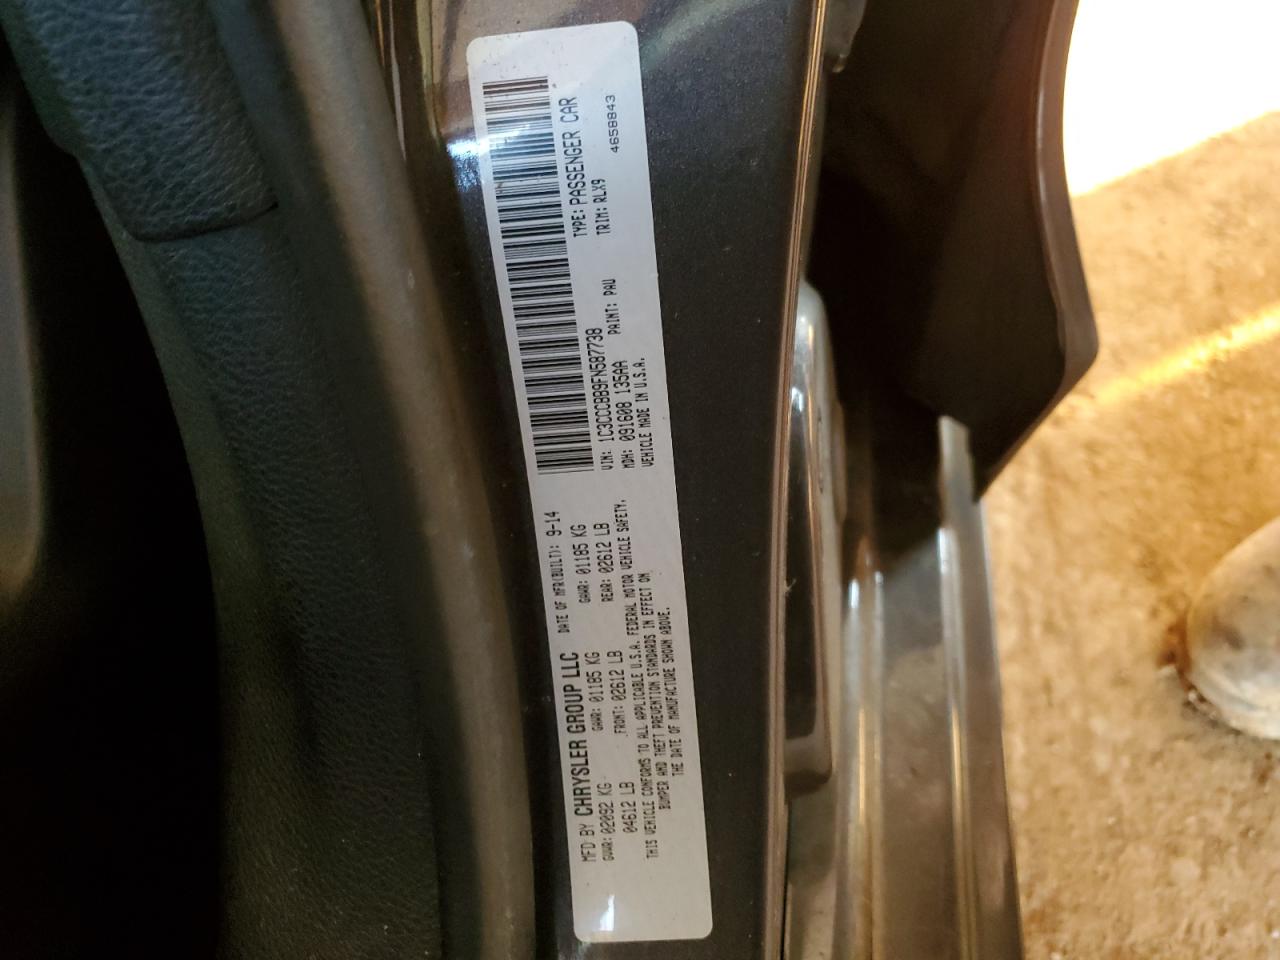 MFD BY CHRYSLER GROUP LLC DATE OF MFR(BUILT): 9-14
GVWR: 02092 KG GAWR: 01185 KG GAWR: 01185 KG
04612 LB FRONT: 02612 LB REAR: 02612 LB
THIS VEHICLE CONFORMS TO ALL APPLICABLE U.S.A. FEDERAL MOTOR VEHICLE SAFETY,
BUMPER AND THEFT PREVENTION STANDARDS IN EFFECT ON
THE DATE OF MANUFACTURE SHOWN ABOVE.
VIN: 1C3CCCBB9FN587738 TYPE: PASSENGER CAR
MDH: 091608 135AA PAINT: PAU TRIM: RLX9
VEHICLE MADE IN U.S.A. 4658843